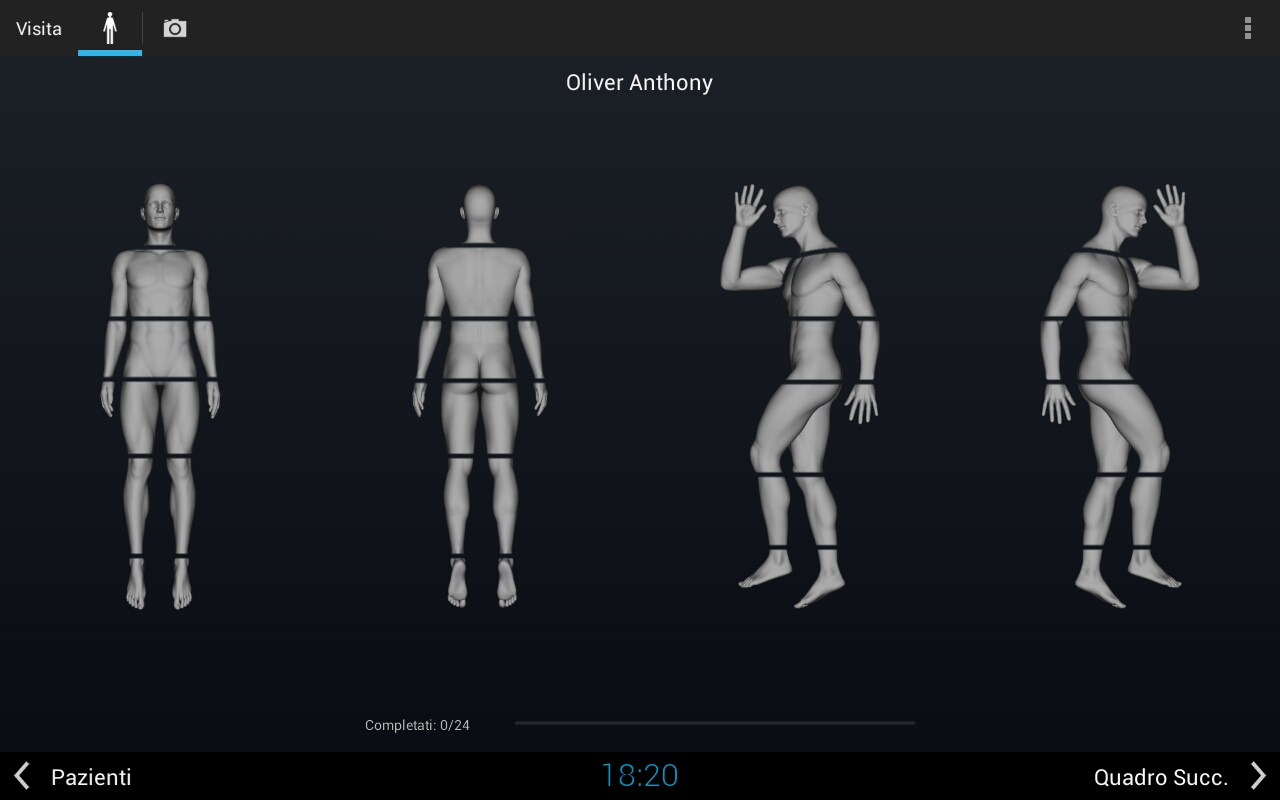 Visita
Oliver Anthony
Completati: 0/24
Pazienti
18:20
Quadro Succ.